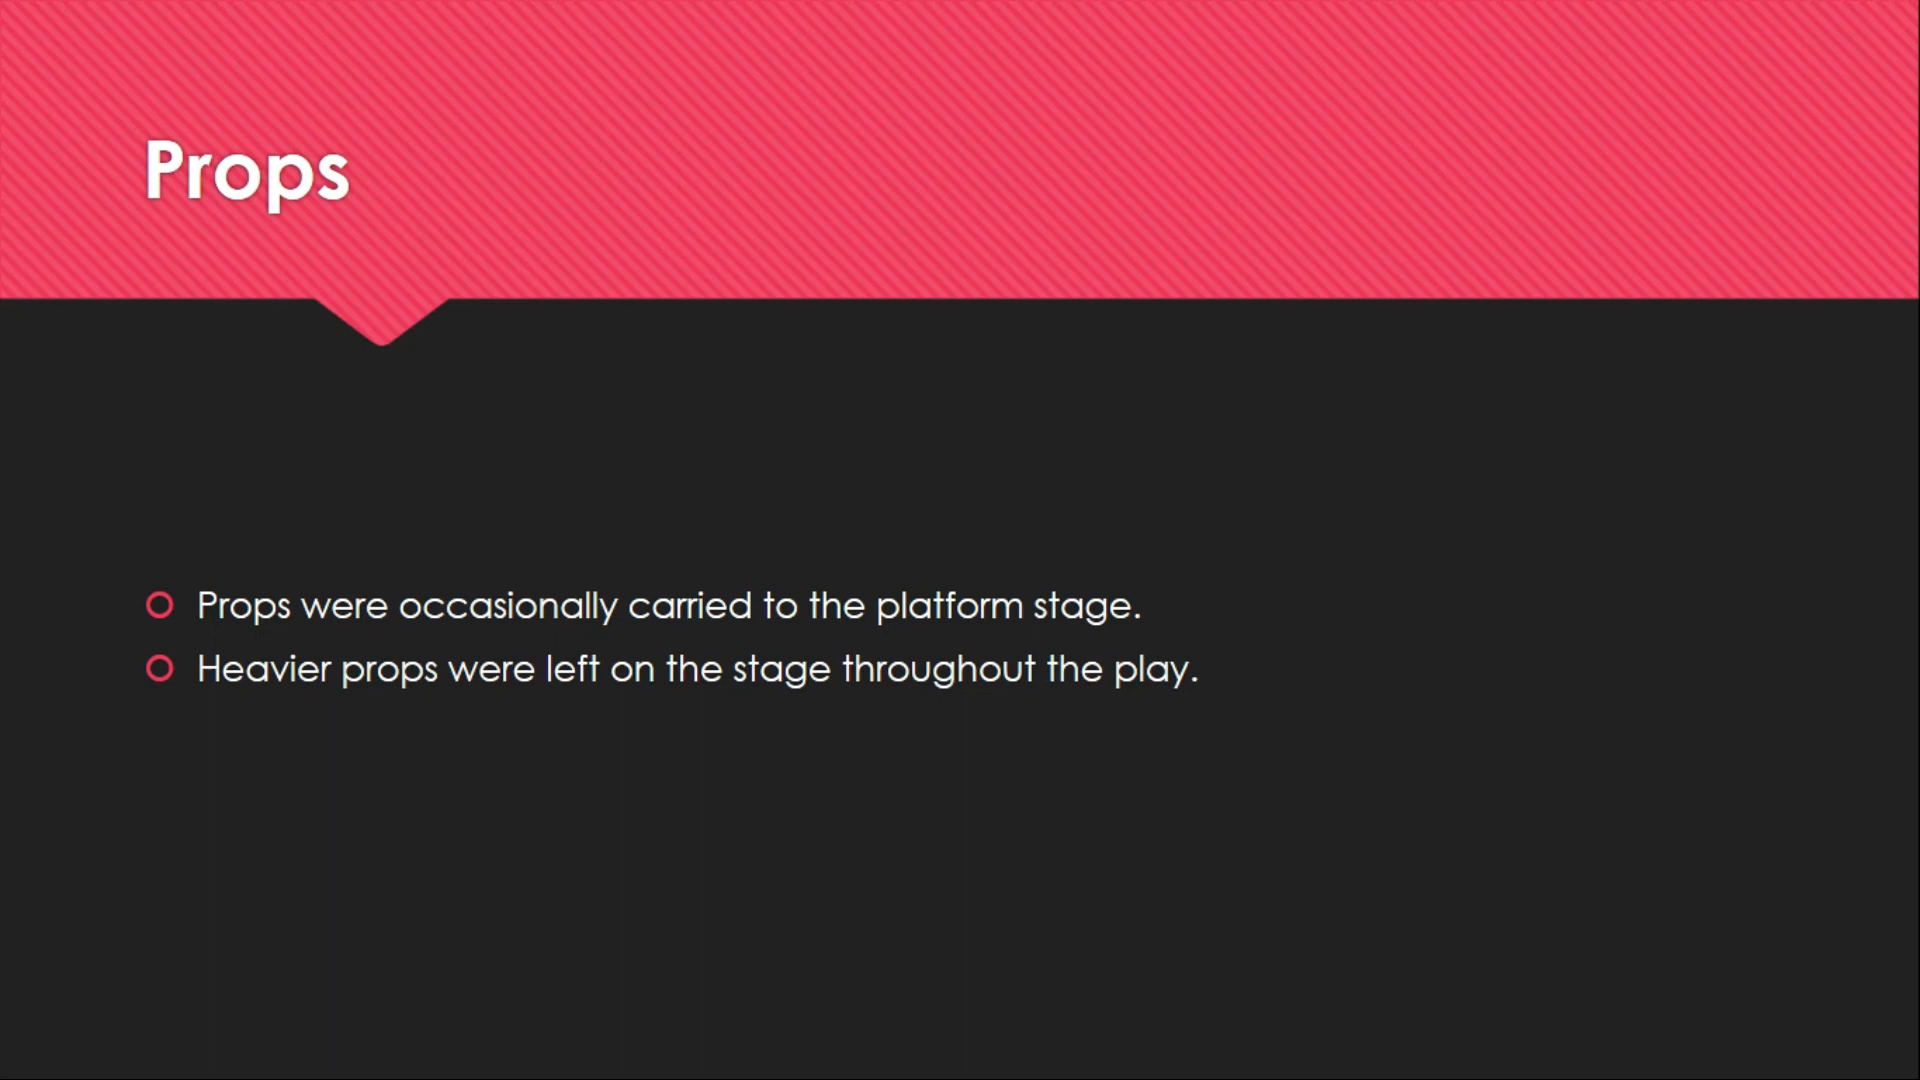 Props
Props were occasionally carried to the platform stage.
Heavier props were left on the stage throughout the play.